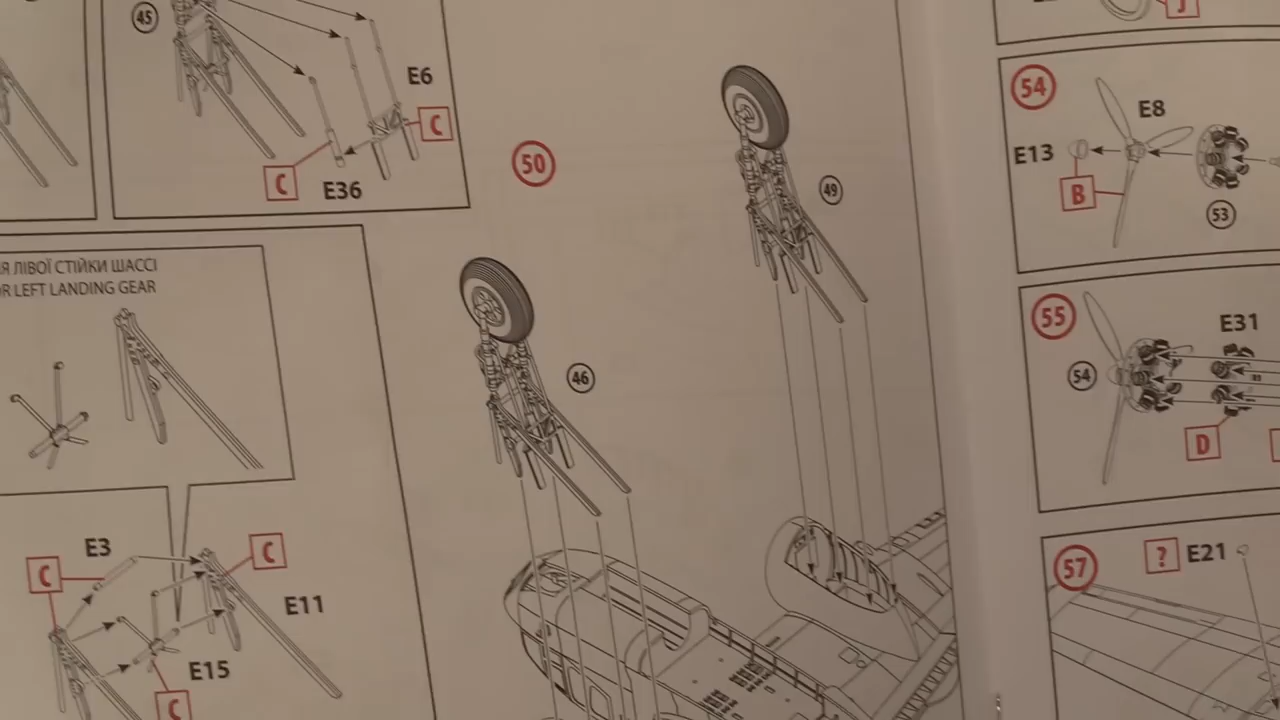 45
E6
C
C
E36
Я ЛІВОЇ СТІЙКИ ШАССІ
OR LEFT LANDING GEAR
E3
C
C
E11
E15
C
50
49
46
J
54
E8
E13
B
53
55
E31
54
D
57
?
E21